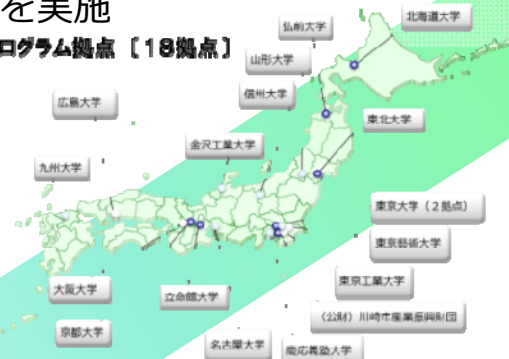 を実施
ログラム拠点〔18拠点〕
北海道大学
弘前大学
山形大学
信州大学
広島大学
東北大学
金沢工業大学
九州大学
東京大学（２拠点）
東京藝術大学
東京工業大学
大阪大学
立命館大学
（公財）川崎市産業振興財団
京都大学
名古屋大学
慶応義塾大学